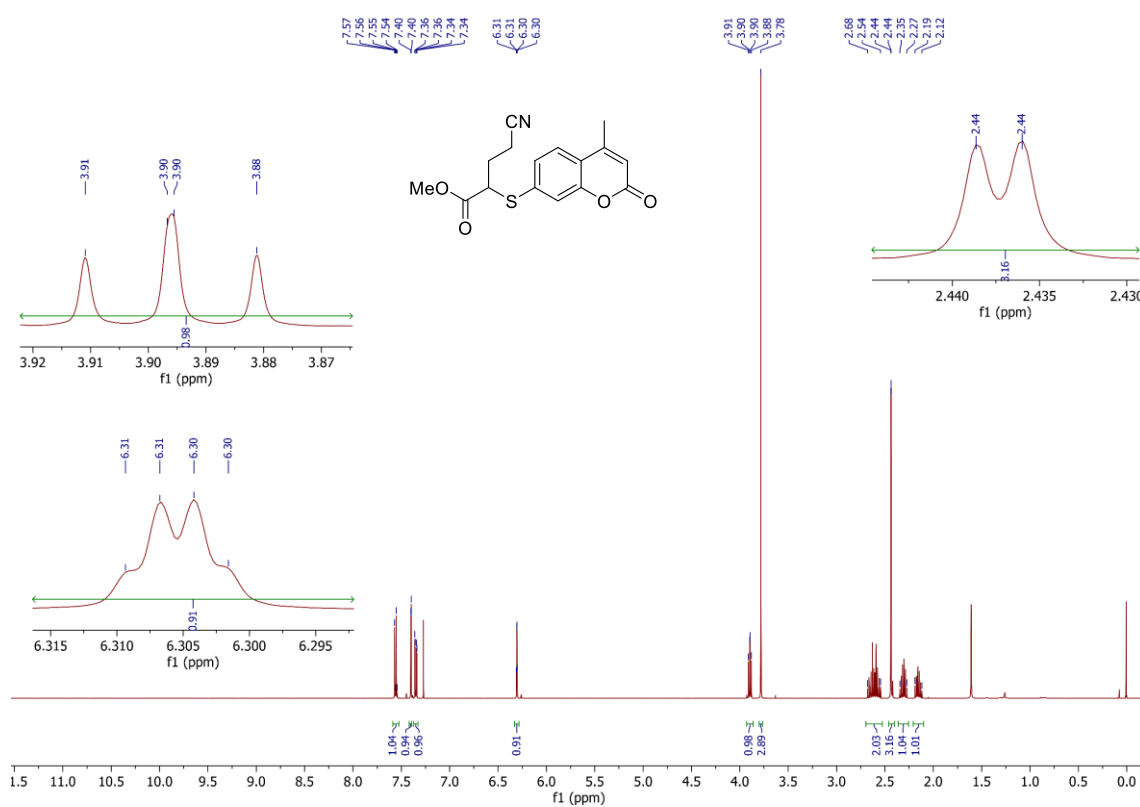 7.57 7.56 7.55 7.54 7.40 7.40 7.36 7.36 7.34 7.34
6.31 6.31 6.30 6.30
3.91 3.90 3.90 3.88 3.78
2.68 2.54 2.44 2.44 2.35 2.27 2.19 2.12
3.91 3.90 3.90 3.88
0.98
3.92 3.91 3.90 3.89 3.88 3.87
f1 (ppm)
CN
MeO
O
S
O
O
2.44 2.44
3.16
2.440 2.435 2.430
f1 (ppm)
6.31 6.31 6.30 6.30
0.91
6.315 6.310 6.305 6.300 6.295
f1 (ppm)
1.04 0.94 0.96 0.91 0.98 2.89 2.03 3.16 1.04 1.01
1.5 11.0 10.5 10.0 9.5 9.0 8.5 8.0 7.5 7.0 6.5 6.0 5.5 5.0 4.5 4.0 3.5 3.0 2.5 2.0 1.5 1.0 0.5 0.0
f1 (ppm)